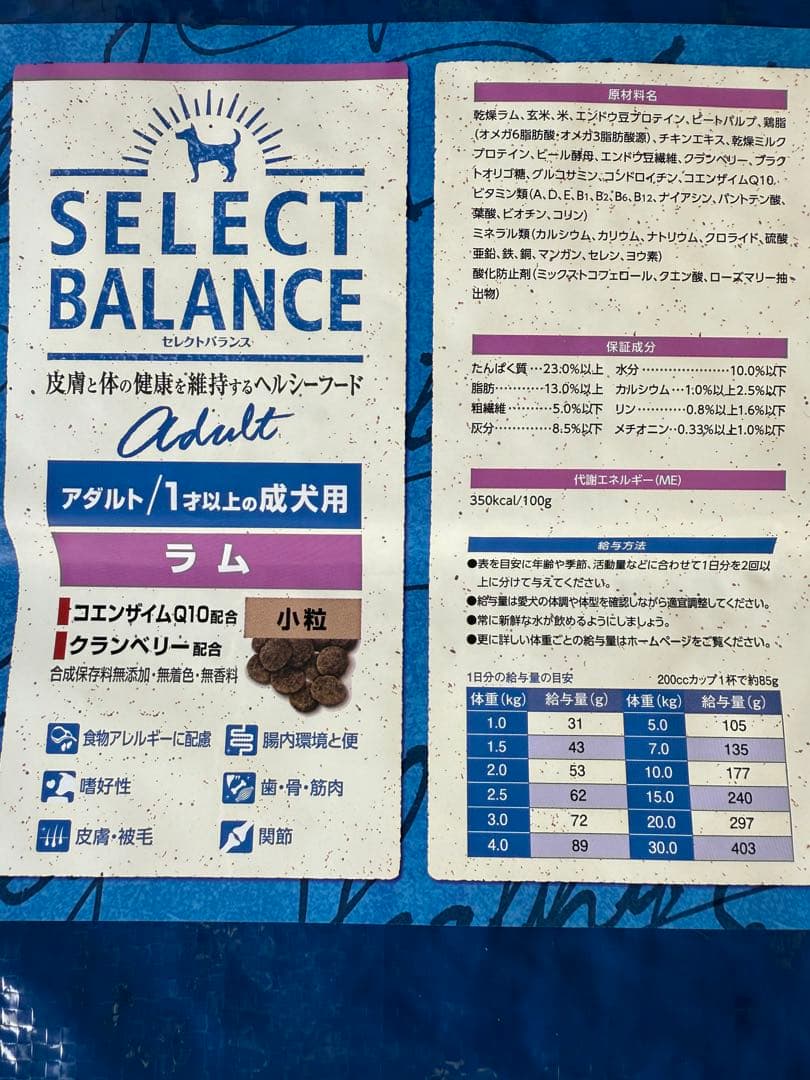 SELECT
BALANCE
セレクトバランス
皮膚と体の健康を維持するヘルシーフード
adult
アダルト/1才以上の成犬用
ラム
コエンザイムQ10配合
クランベリー配合
小粒
合成保存料無添加・無着色・無香料
食物アレルギーに配慮
腸内環境と便
嗜好性
歯・骨・筋肉
皮膚・被毛
関節
原材料名
乾燥ラム、玄米、米、エンドウ豆プロテイン、ビートパルプ、鶏脂
(オメガ6脂肪酸・オメガ3脂肪酸源)、チキンエキス、乾燥ミルク
プロテイン、ビール酵母、エンドウ豆繊維、クランベリー、フラク
トオリゴ糖、グルコサミン、コンドロイチン、コエンザイムQ10、
ビタミン類(A、D、E、B1、B2、B6、B12、ナイアシン、パントテン酸、
葉酸、ビオチン、コリン)
ミネラル類(カルシウム、カリウム、ナトリウム、クロライド、硫酸
亜鉛、鉄、銅、マンガン、セレン、ヨウ素)
酸化防止剤(ミックストコフェロール、クエン酸、ローズマリー抽
出物)
保証成分
たんぱく質…23.0%以上 水分…………………10.0%以下
脂肪…………13.0%以上 カルシウム…1.0%以上2.5%以下
粗繊維…………5.0%以下 リン………0.8%以上1.6%以下
灰分……………8.5%以下 メチオニン‥0.33%以上1.0%以下
代謝エネルギー(ME)
350kcal/100g
給与方法
●表を目安に年齢や季節、活動量などに合わせて1日分を2回以
上に分けて与えてください。
●給与量は愛犬の体調や体型を確認しながら適宜調整してください。
●常に新鮮な水が飲めるようにしましょう。
●更に詳しい体重ごとの給与量はホームページをご覧ください。
1日分の給与量の目安 200ccカップ1杯で約85g
体重(kg) 給与量(g) 体重(kg) 給与量(g)
1.0 31 5.0 105
1.5 43 7.0 135
2.0 53 10.0 177
2.5 62 15.0 240
3.0 72 20.0 297
4.0 89 30.0 403